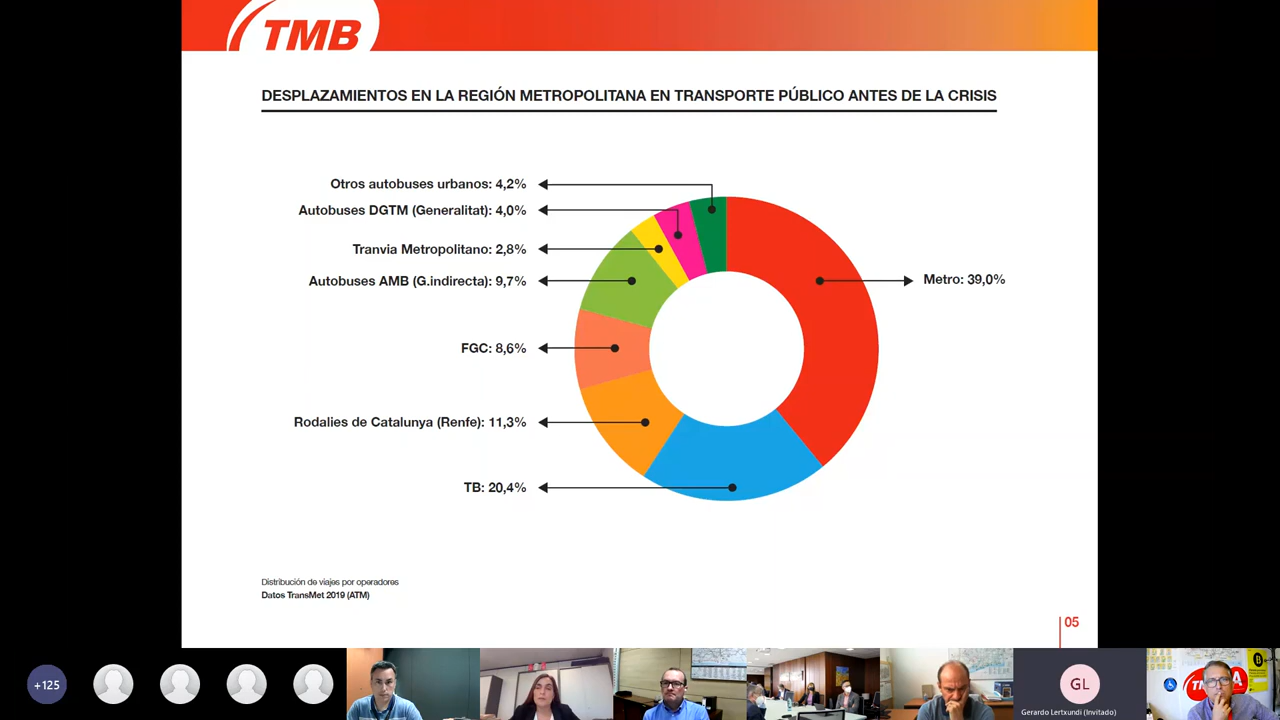 TMB
DESPLAZAMIENTOS EN LA REGIÓN METROPOLITANA EN TRANSPORTE PÚBLICO ANTES DE LA CRISIS
Otros autobuses urbanos: 4,2%
Autobuses DGTM (Generalitat): 4,0%
Tranvia Metropolitano: 2,8%
Autobuses AMB (G.indirecta): 9,7%
Metro: 39,0%
FGC: 8,6%
Rodalies de Catalunya (Renfe): 11,3%
TB: 20,4%
Distribución de viajes por operadores
Datos TransMet 2019 (ATM)
05
+125
GL
Gerardo Lertxundi (Invitado)